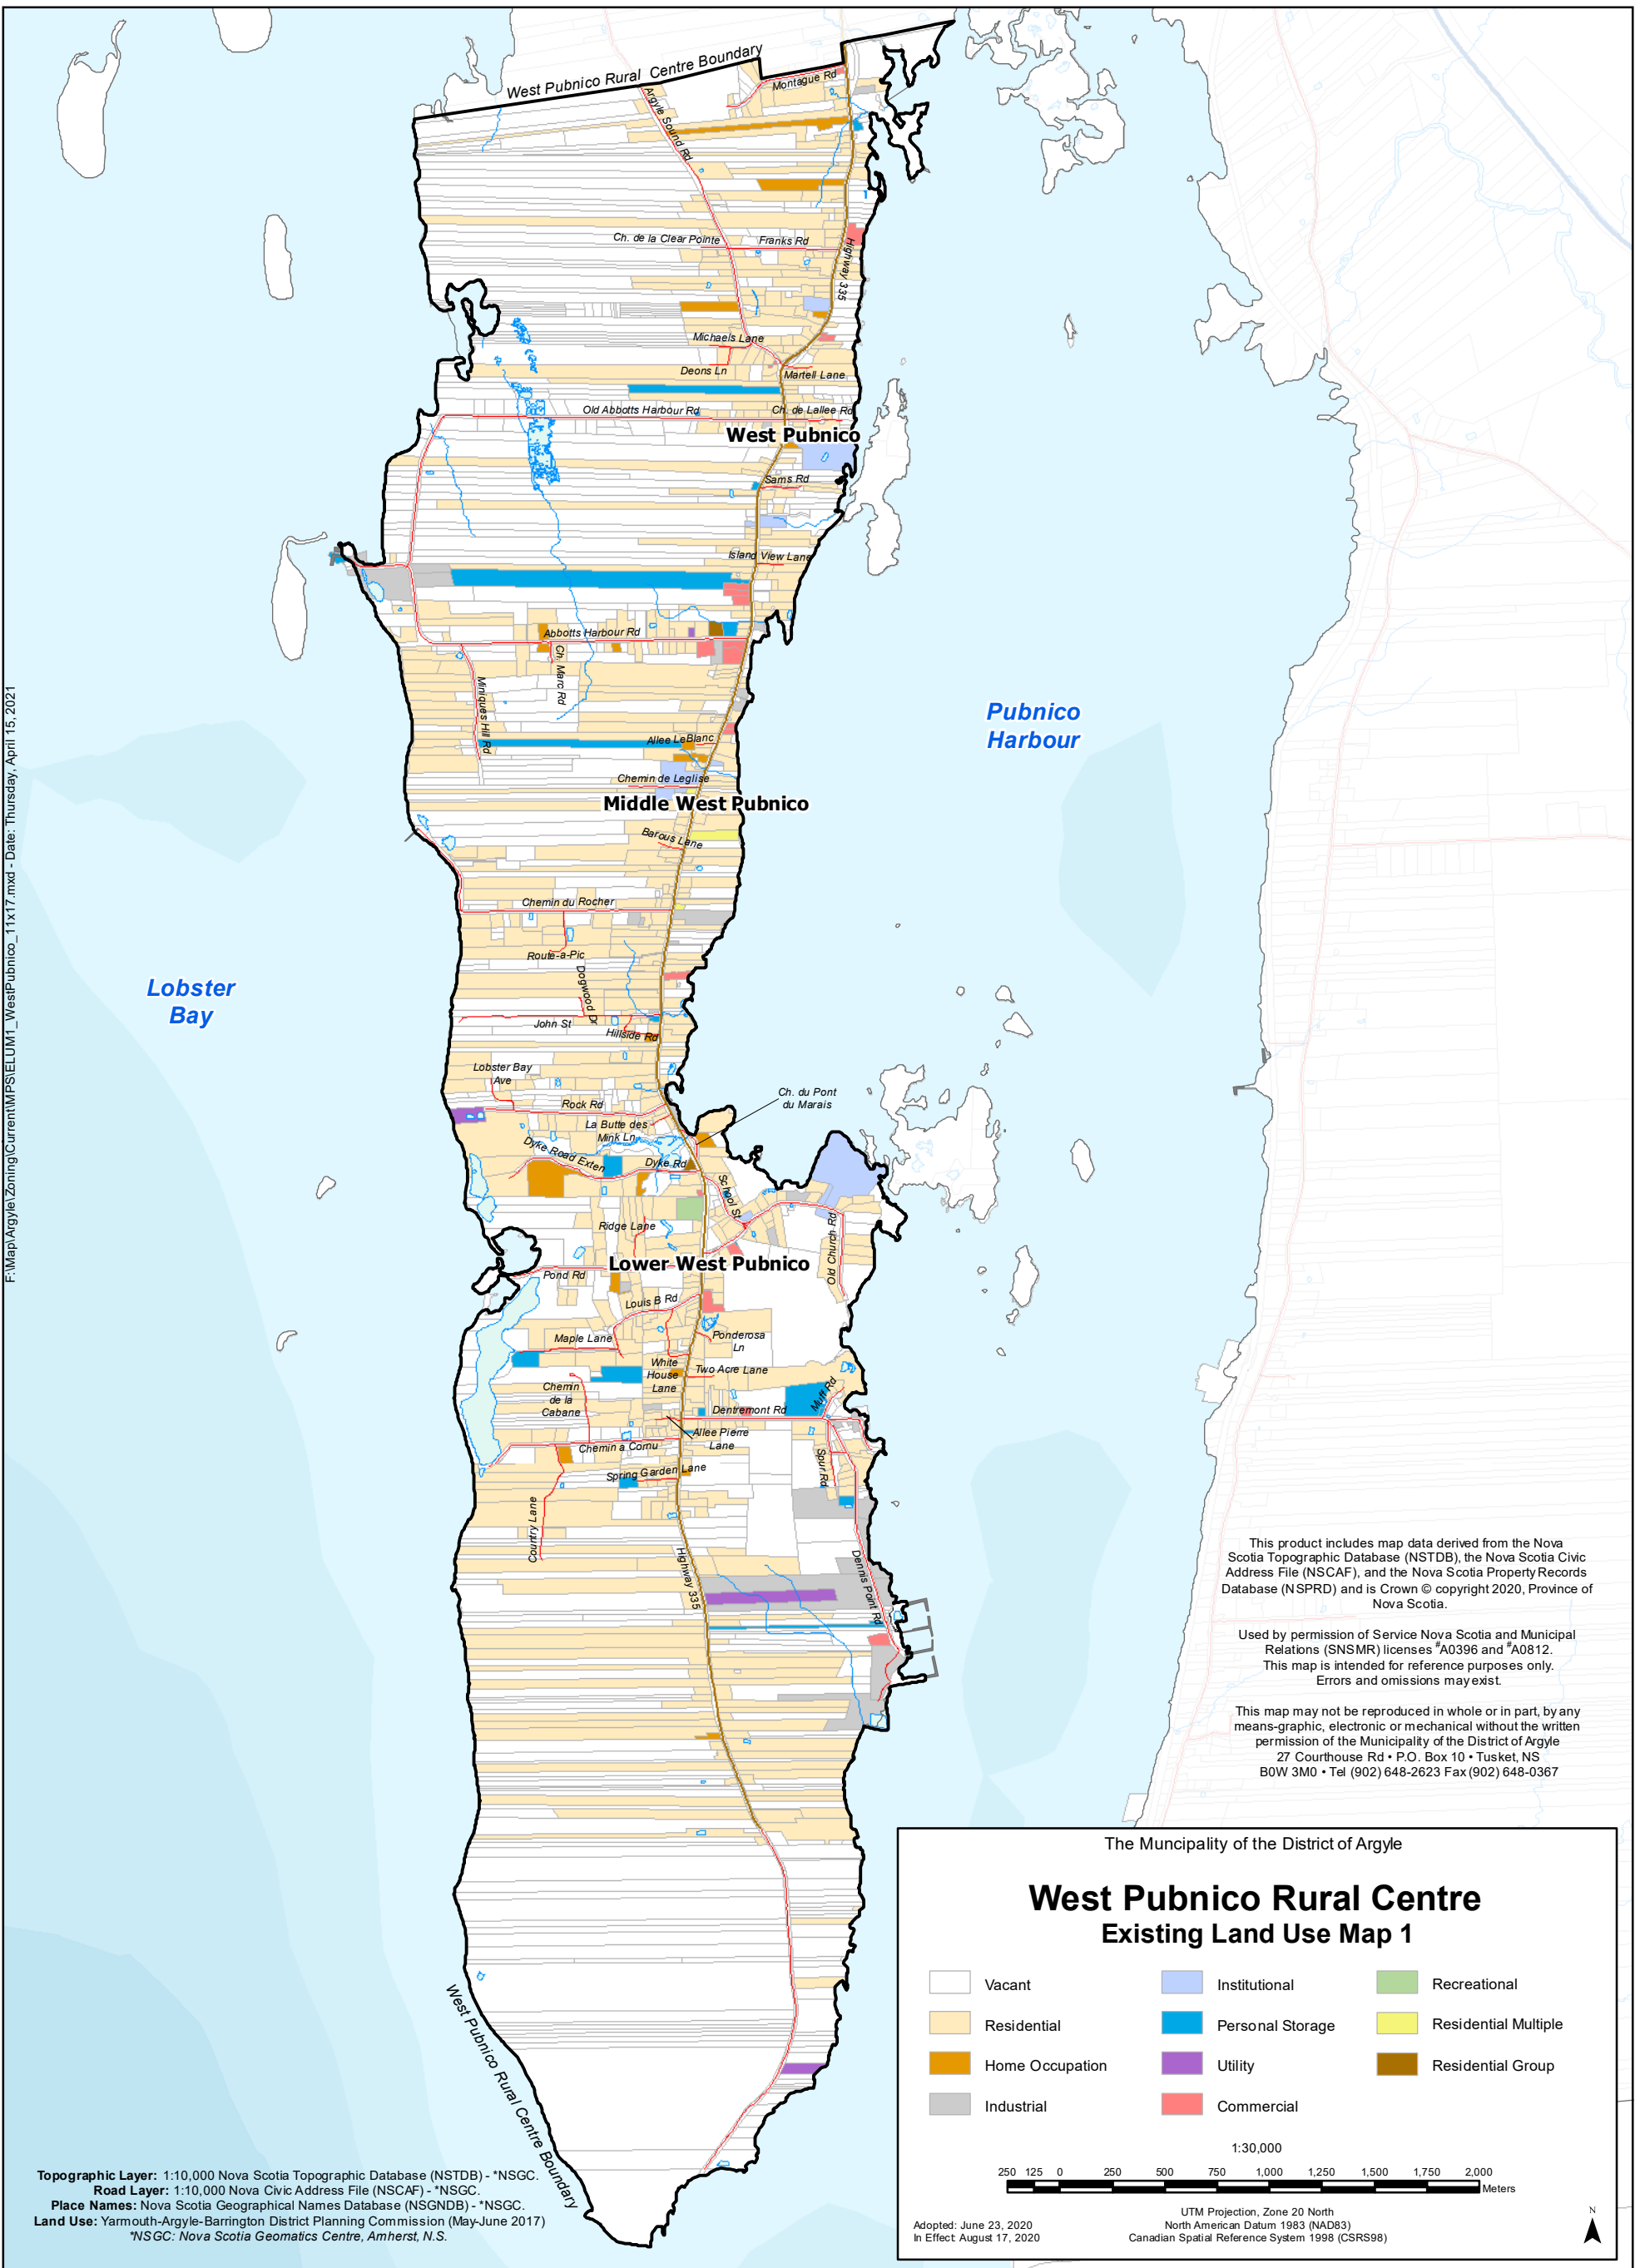 West Pubnico Rural Centre Boundary
Montague Rd
Argyle Sound Rd
Ch. de la Clear Pointe
Franks Rd
Highway 335
Michaels Lane
Deons Ln
Martell Lane
Old Abbotts Harbour Rd
Ch. de Lallee Rd
West Pubnico
Sams Rd
Island View Lane
Abbotts Harbour Rd
Ch. Marc Rd
Miniques Hill Rd
Allee LeBlanc
Chemin de Leglise
Middle West Pubnico
Barous Lane
Pubnico
Harbour
Chemin du Rocher
Route-a-Pic
Dogwood Dr
John St
Hillside Rd
Lobster
Bay
Lobster Bay
Ave
Rock Rd
Ch. du Pont
du Marais
La Butte des
Mink Ln
Dyke Road Exten
Dyke Rd
School St
Old Church Rd
Ridge Lane
Lower West Pubnico
Pond Rd
Louis B Rd
Maple Lane
Ponderosa
Ln
White
House
Lane
Two Acre Lane
Chemin
de la
Cabane
Muff Rd
Dentremont Rd
Allee Pierre
Lane
Chemin a Cornu
Spur Rd
Spring Garden Lane
Courtry Lane
Highway 335
Dennis Point Rd
West Pubnico Rural Centre Boundary
F:\Map\Argyle\Zoning\Current\MPS\ELUM1_WestPubnico_11x17.mxd - Date: Thursday, April 15, 2021
This product includes map data derived from the Nova
Scotia Topographic Database (NSTDB), the Nova Scotia Civic
Address File (NSCAF), and the Nova Scotia Property Records
Database (NSPRD) and is Crown © copyright 2020, Province of
Nova Scotia.
Used by permission of Service Nova Scotia and Municipal
Relations (SNSMR) licenses #A0396 and #A0812.
This map is intended for reference purposes only.
Errors and omissions may exist.
This map may not be reproduced in whole or in part, by any
means-graphic, electronic or mechanical without the written
permission of the Municipality of the District of Argyle
27 Courthouse Rd • P.O. Box 10 • Tusket, NS
B0W 3M0 • Tel (902) 648-2623 Fax (902) 648-0367
The Muncipality of the District of Argyle
West Pubnico Rural Centre
Existing Land Use Map 1
Vacant
Institutional
Recreational
Residential
Personal Storage
Residential Multiple
Home Occupation
Utility
Residential Group
Industrial
Commercial
1:30,000
250 125 0 250 500 750 1,000 1,250 1,500 1,750 2,000
Meters
Adopted: June 23, 2020
In Effect: August 17, 2020
UTM Projection, Zone 20 North
North American Datum 1983 (NAD83)
Canadian Spatial Reference System 1998 (CSRS98)
N
Topographic Layer: 1:10,000 Nova Scotia Topographic Database (NSTDB) - *NSGC.
Road Layer: 1:10,000 Nova Civic Address File (NSCAF) - *NSGC.
Place Names: Nova Scotia Geographical Names Database (NSGNDB) - *NSGC.
Land Use: Yarmouth-Argyle-Barrington District Planning Commission (May-June 2017)
*NSGC: Nova Scotia Geomatics Centre, Amherst, N.S.